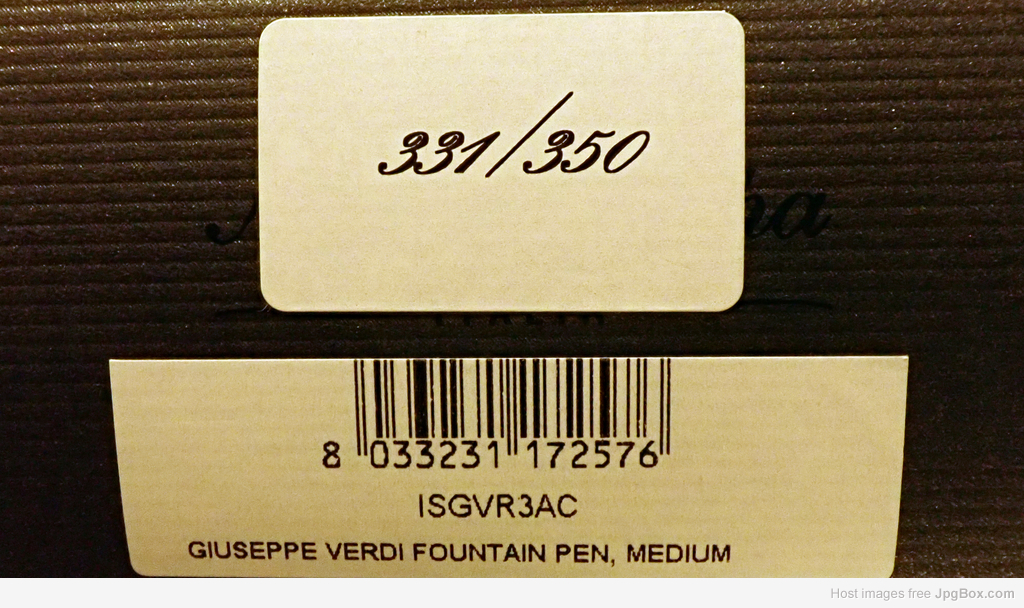 331/350
8 033231 172576
ISGVR3AC
GIUSEPPE VERDI FOUNTAIN PEN, MEDIUM
Host images free JpgBox.com